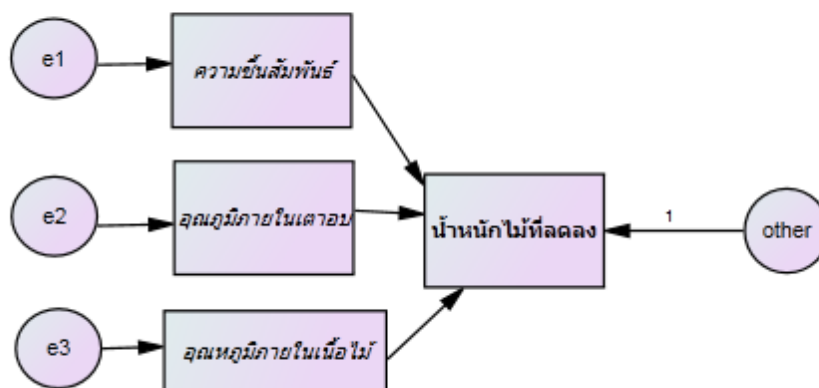 e1
ความขึ้นสัมพันธ์
e2
อุณภูมิภายในเตาอบ
น้ำหนักไม้ที่ลดลง
1
other
e3
อุณหภูมิภายในเนื้อไม้